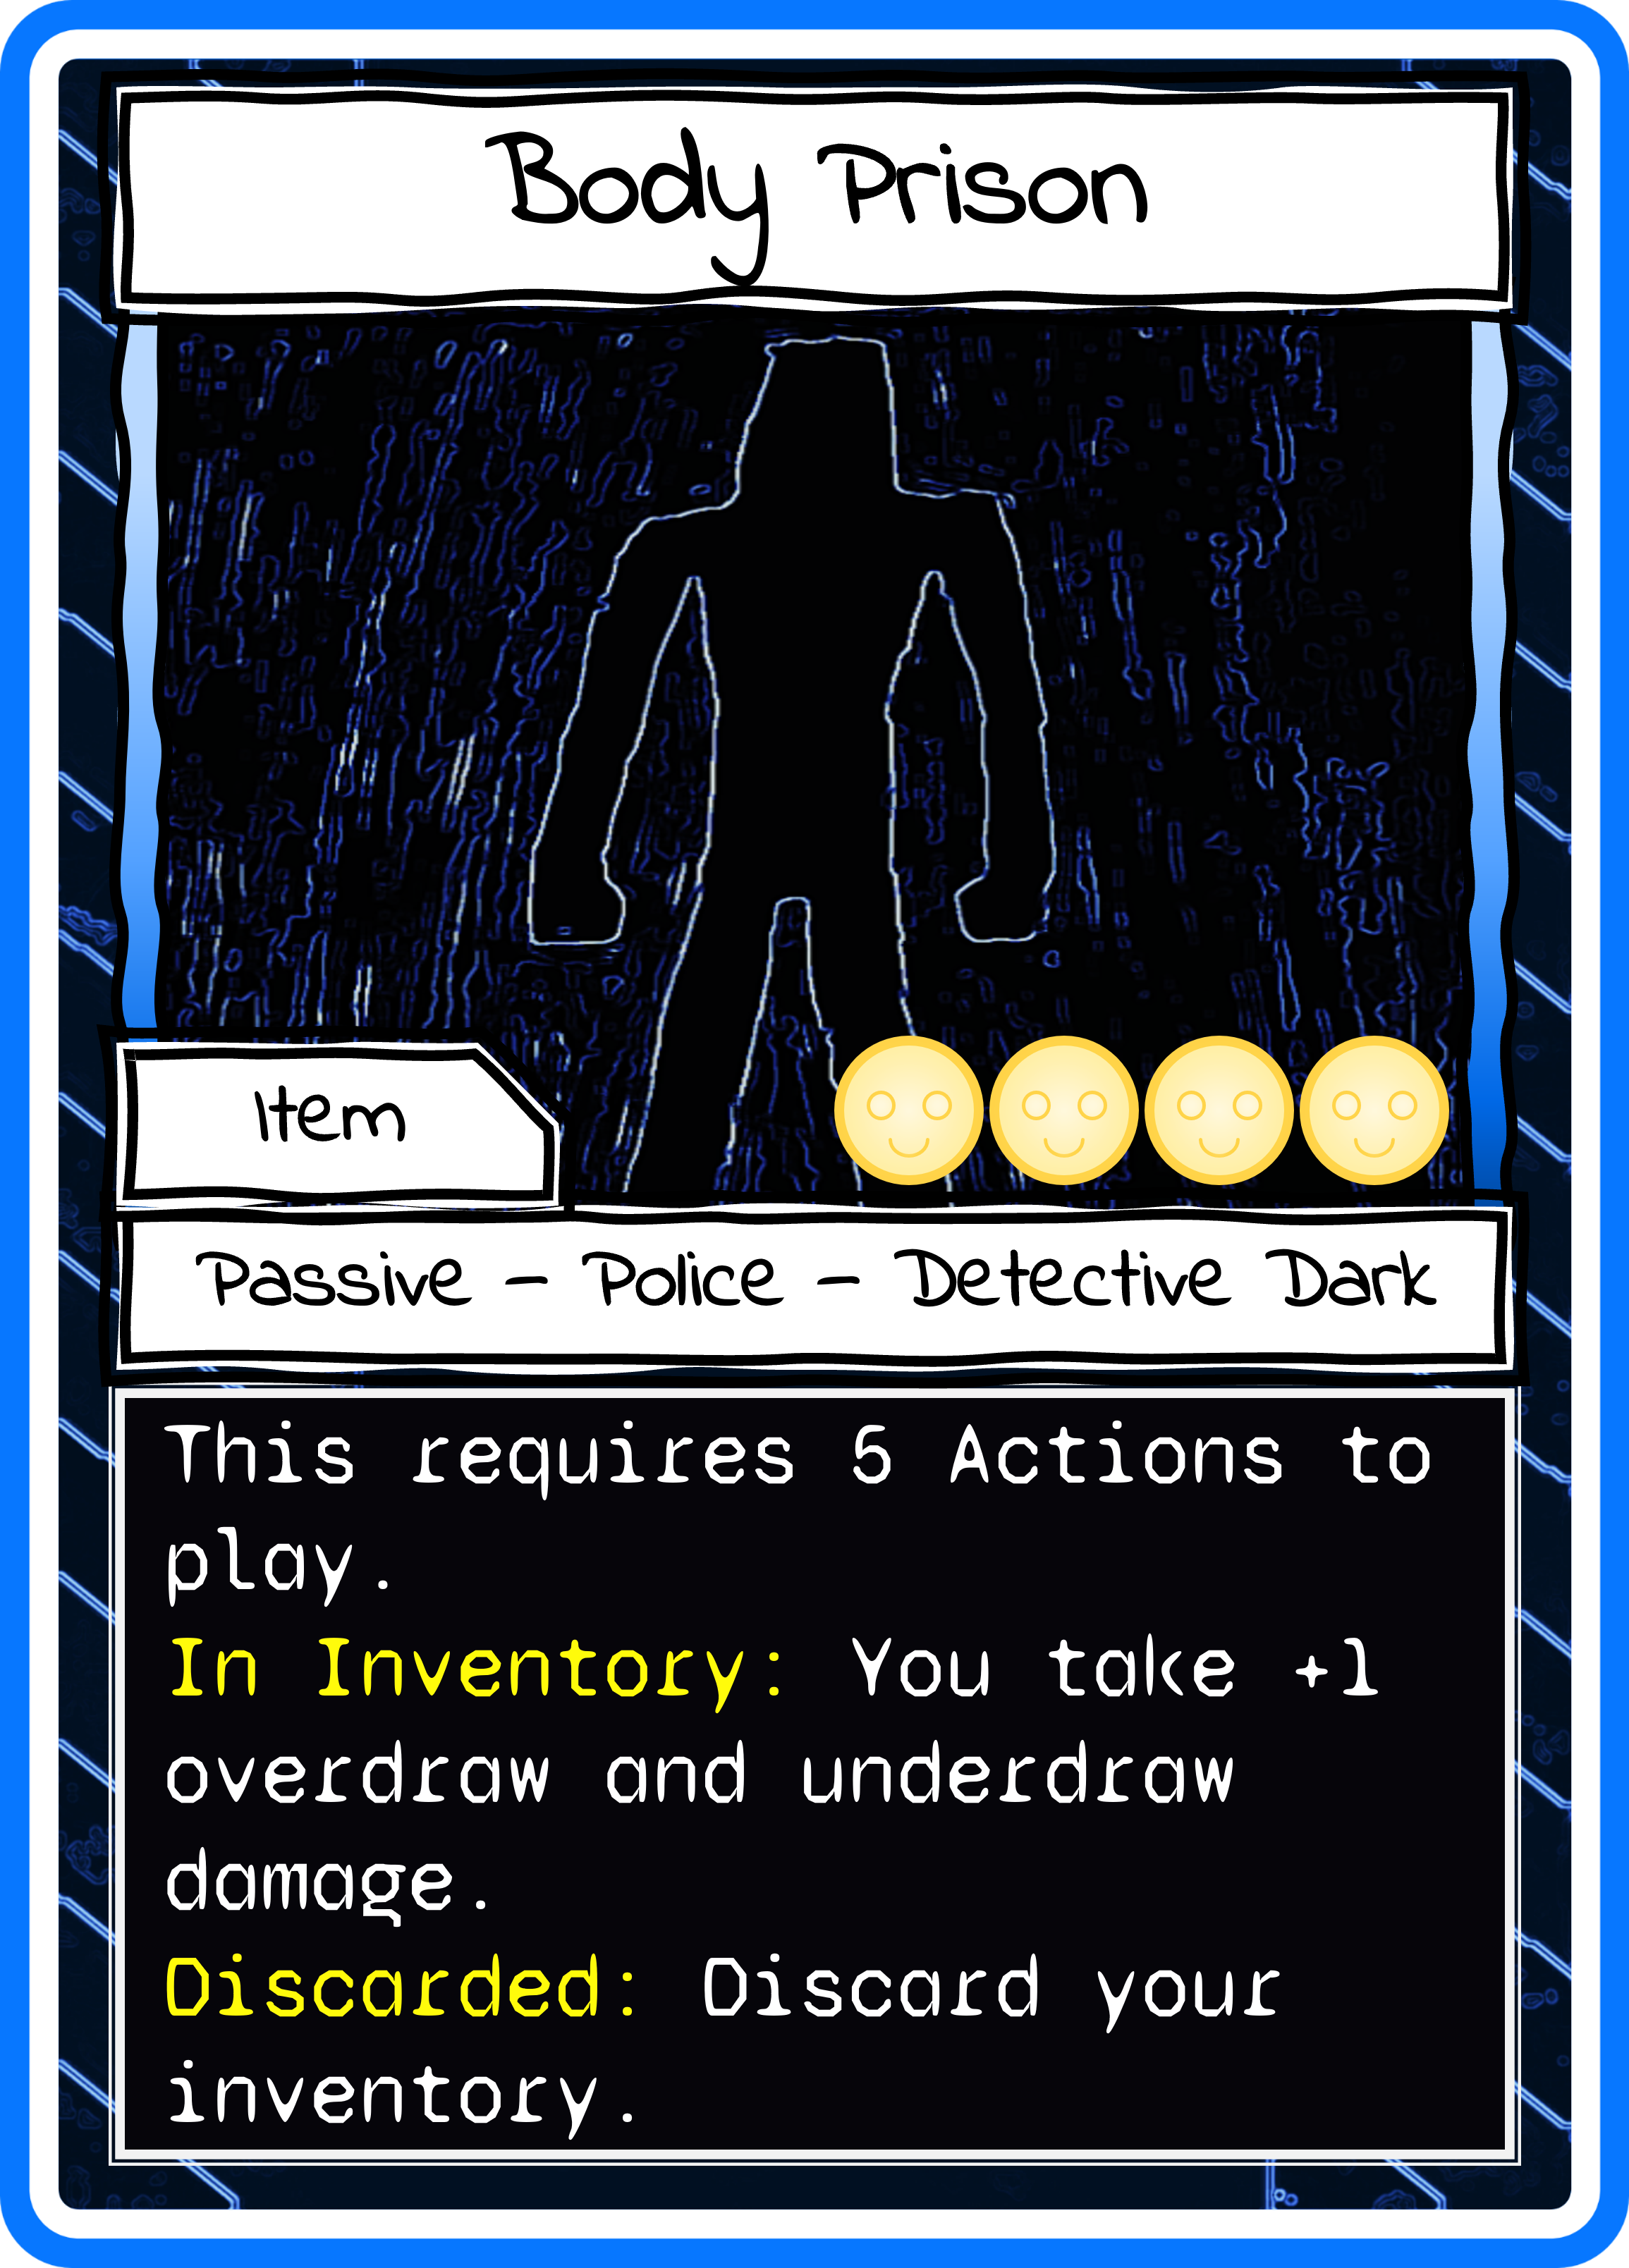 Body Prison
Item
Passive - Police - Detective Dark
This requires 5 Actions to
play.
In Inventory: You take +1
overdraw and underdraw
damage.
Discarded: Discard your
inventory.